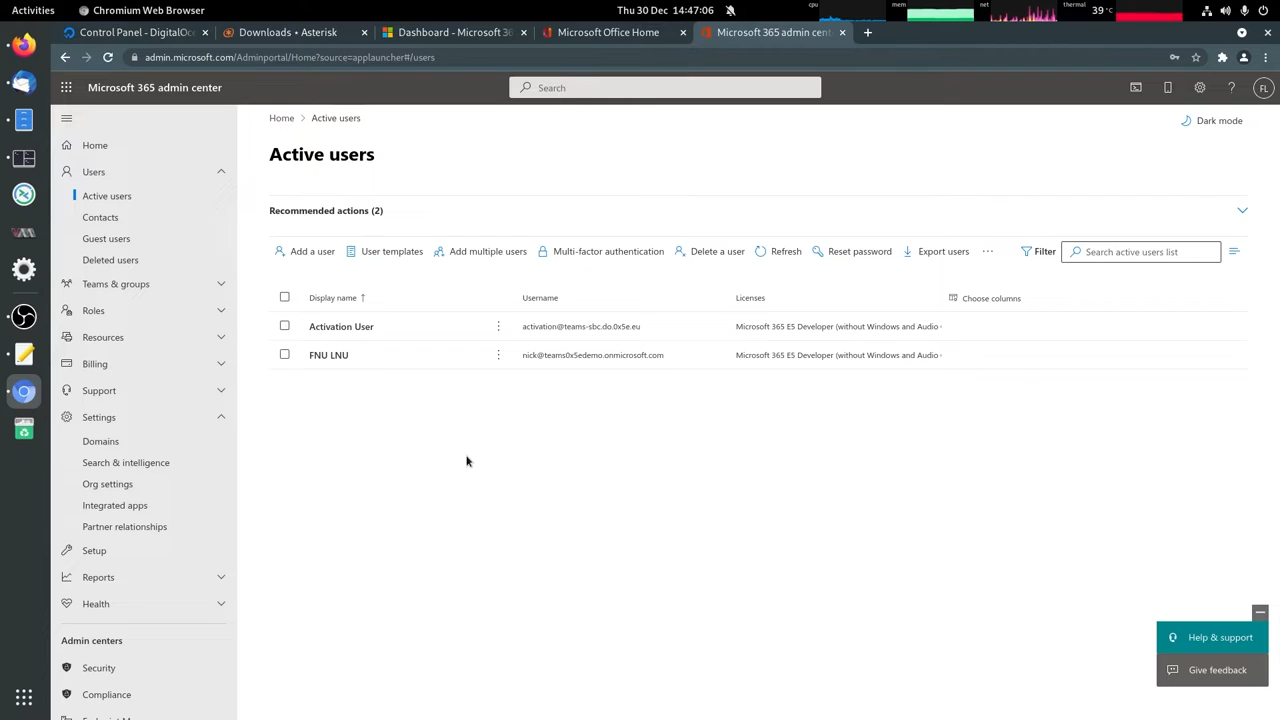 Activities
Chromium Web Browser
Thu 30 Dec 14:47:06
cpu
mem
net
thermal
39 °C
Control Panel - DigitalOce
Downloads • Asterisk
Dashboard - Microsoft 36
Microsoft Office Home
Microsoft 365 admin cent
admin.microsoft.com/Adminportal/Home?source=applauncher#/users
Microsoft 365 admin center
Search
FL
Home
Users
Active users
Contacts
Guest users
Deleted users
Teams & groups
Roles
Resources
Billing
Support
Settings
Domains
Search & intelligence
Org settings
Integrated apps
Partner relationships
Setup
Reports
Health
Admin centers
Security
Compliance
Home > Active users
Dark mode
Active users
Recommended actions (2)
Add a user
User templates
Add multiple users
Multi-factor authentication
Delete a user
Refresh
Reset password
Export users
Filter
Search active users list
Display name ↑
Username
Licenses
Choose columns
Activation User
activation@teams-sbc.do.0x5e.eu
Microsoft 365 E5 Developer (without Windows and Audio
FNU LNU
nick@teams0x5edemo.onmicrosoft.com
Microsoft 365 E5 Developer (without Windows and Audio
Help & support
Give feedback